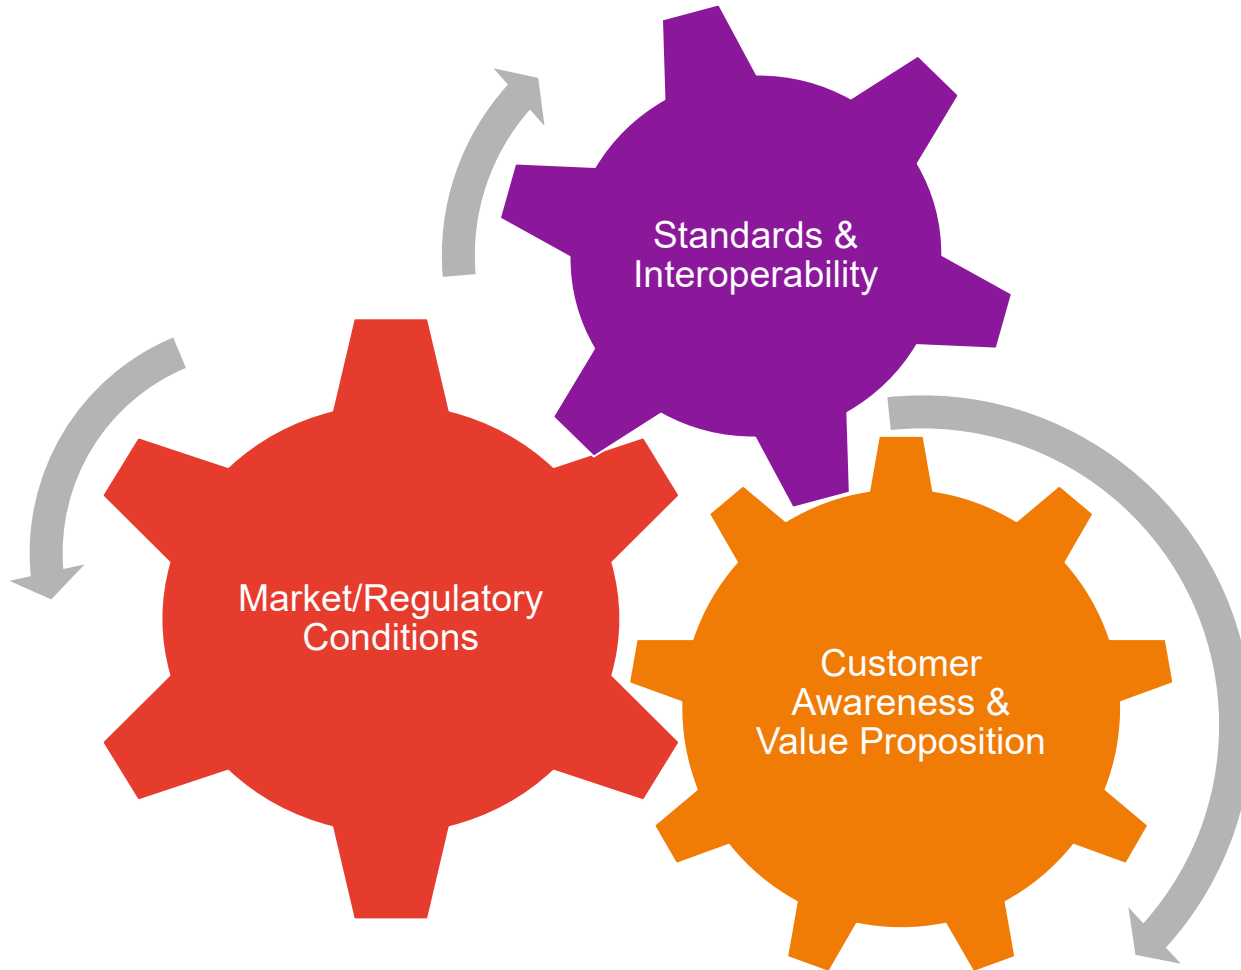 Standards &
Interoperability
Market/Regulatory
Conditions
Customer
Awareness &
Value Proposition